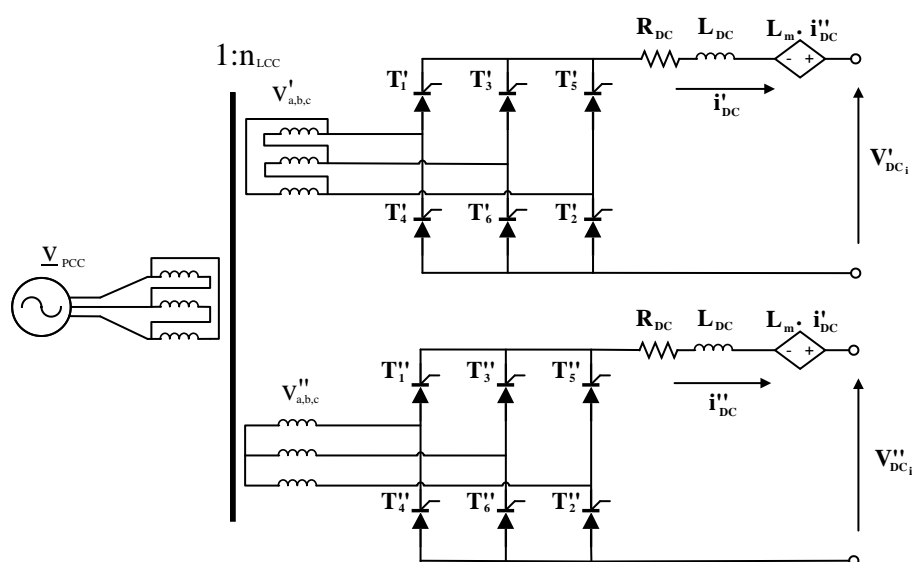 R_DC L_DC L_m · i''_DC
1:n_LCC
V'_a,b,c
T'_1 T'_3 T'_5
i'_DC
V'_DC_i
T'_4 T'_6 T'_2
V_PCC
R_DC L_DC L_m · i'_DC
T''_1 T''_3 T''_5
V''_a,b,c
i''_DC
V''_DC_i
T''_4 T''_6 T''_2